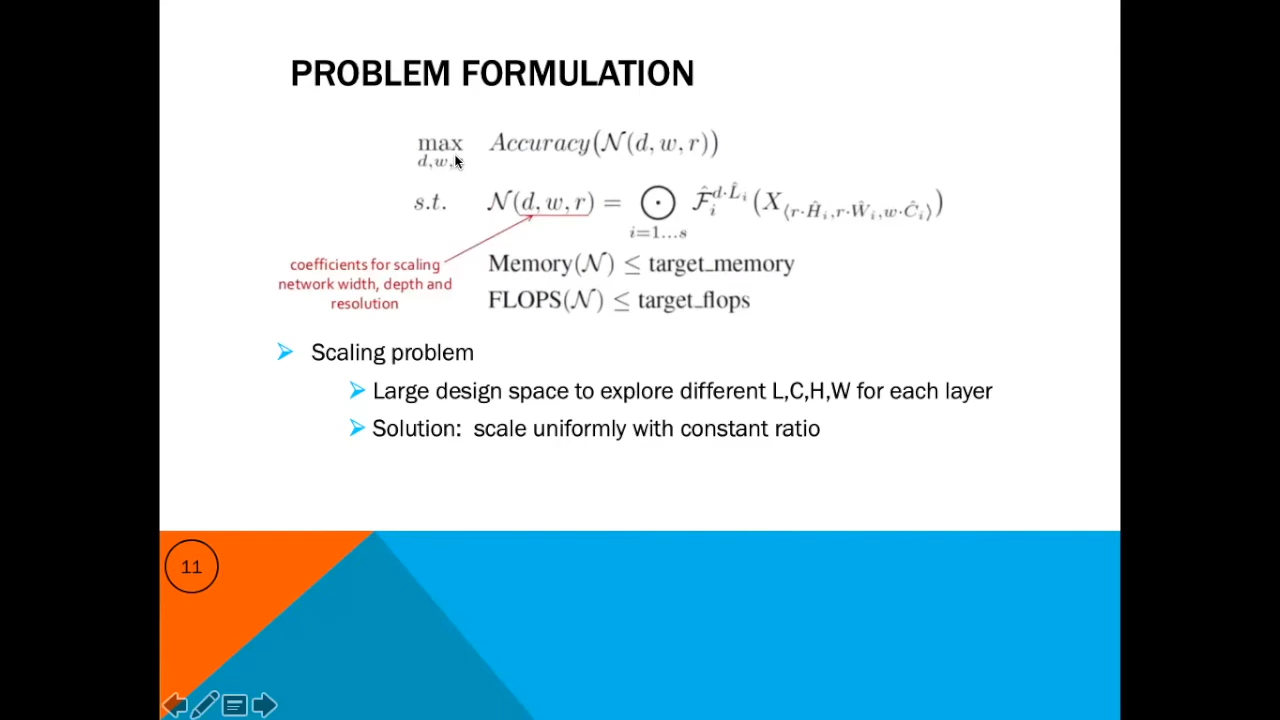 PROBLEM FORMULATION
max Accuracy(𝒩(d, w, r))
d,w,
s.t. 𝒩(d, w, r) = ⊙ F̂ᵢ^{d·L̂ᵢ} (X_{⟨r·Ĥᵢ, r·Ŵᵢ, w·Ĉᵢ⟩})
i=1...s
coefficients for scaling
network width, depth and
resolution
Memory(𝒩) ≤ target_memory
FLOPS(𝒩) ≤ target_flops
Scaling problem
Large design space to explore different L,C,H,W for each layer
Solution: scale uniformly with constant ratio
11